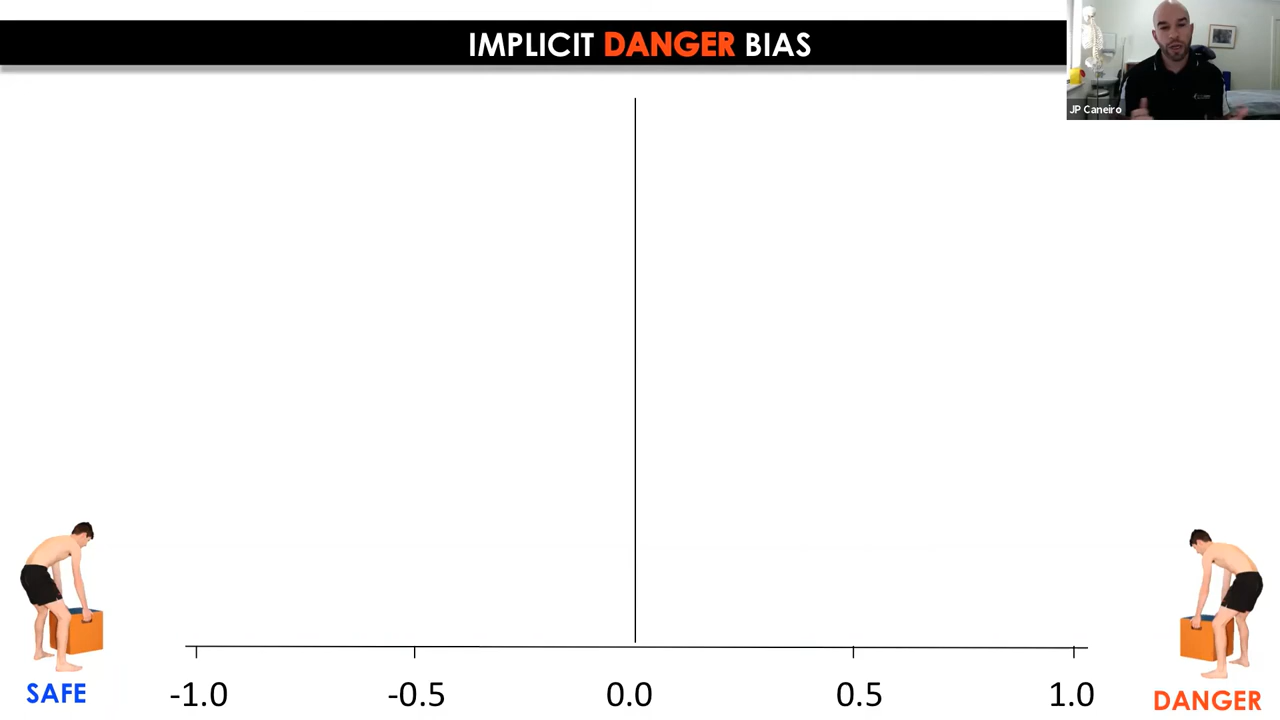 IMPLICIT DANGER BIAS
JP Caneiro
SAFE
-1.0
-0.5
0.0
0.5
1.0
DANGER